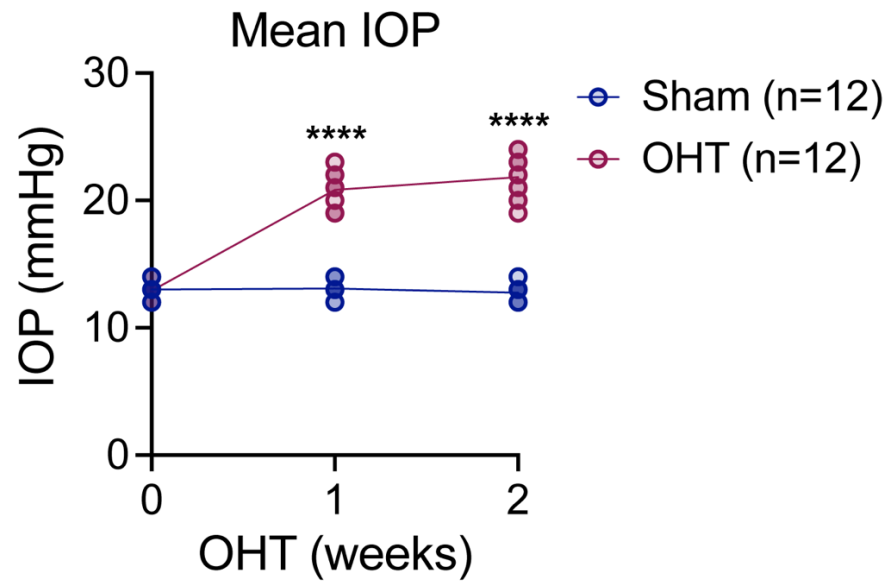 Mean IOP
30
20
10
0
IOP (mmHg)
****
****
0 1 2
OHT (weeks)
Sham (n=12)
OHT (n=12)